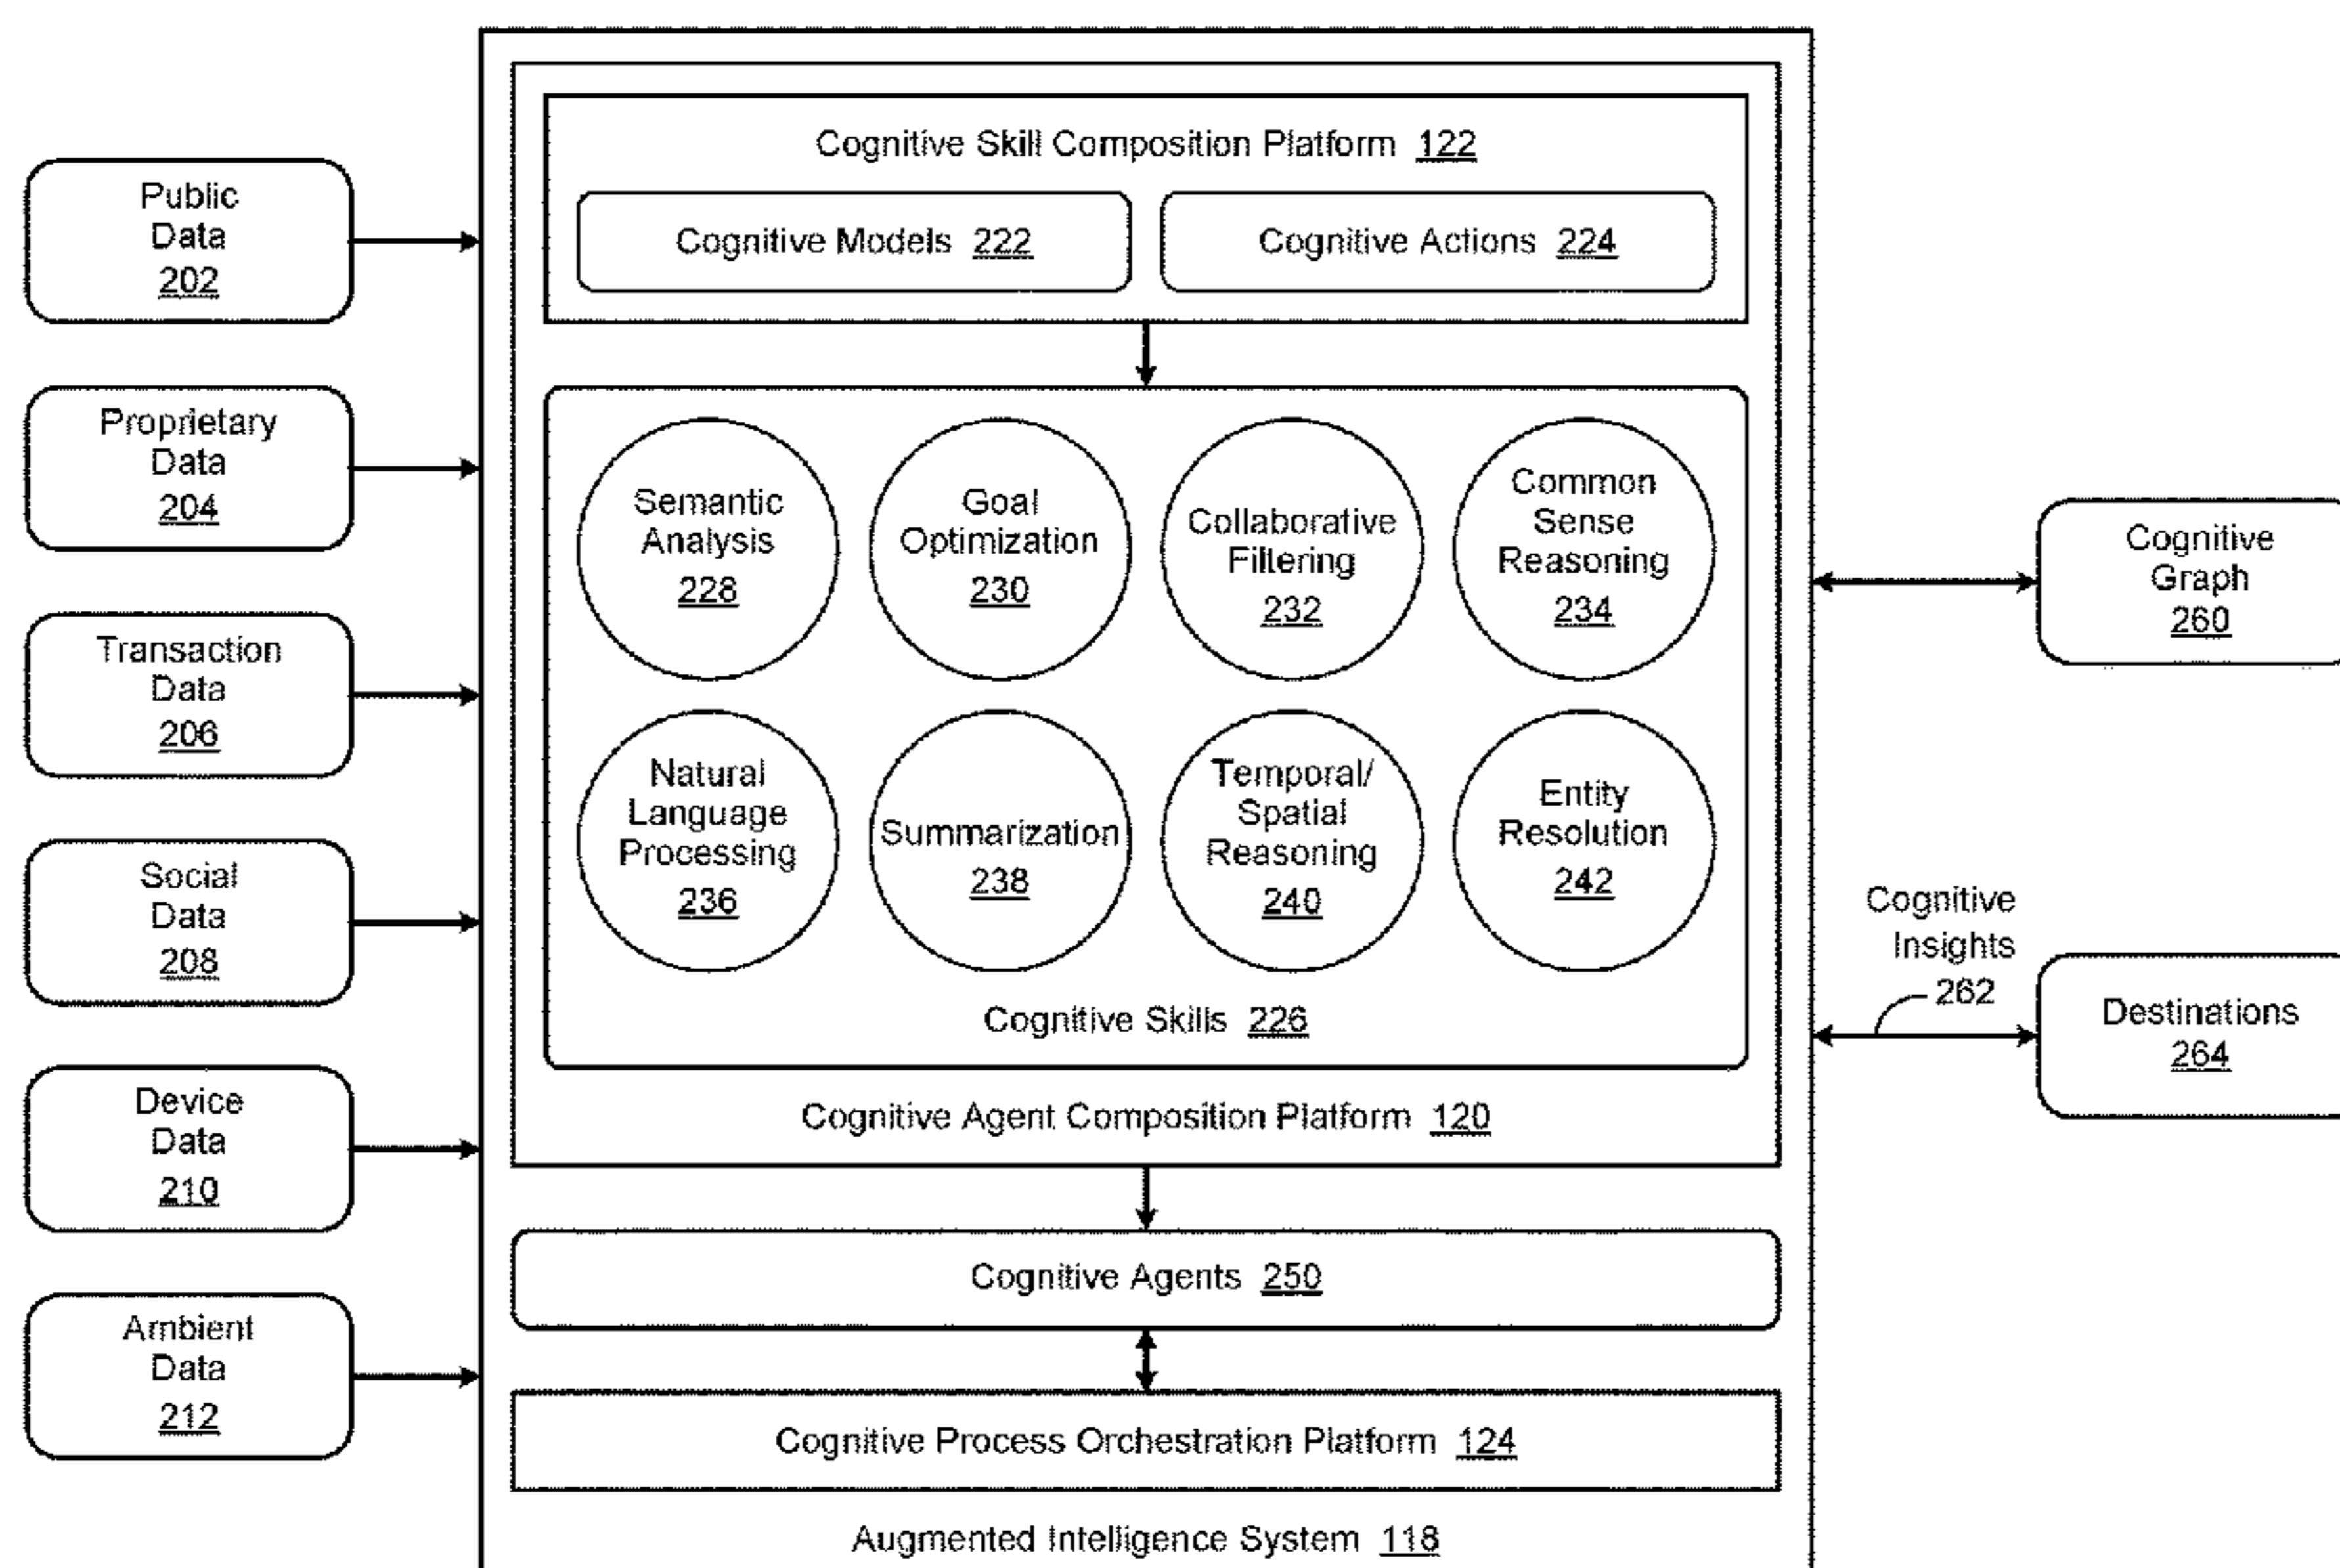 Public
Data
202
Proprietary
Data
204
Transaction
Data
206
Social
Data
208
Device
Data
210
Ambient
Data
212
Cognitive Skill Composition Platform 122
Cognitive Models 222
Cognitive Actions 224
Semantic
Analysis
228
Goal
Optimization
230
Collaborative
Filtering
232
Common
Sense
Reasoning
234
Natural
Language
Processing
236
Summarization
238
Temporal/
Spatial
Reasoning
240
Entity
Resolution
242
Cognitive Skills 226
Cognitive Agent Composition Platform 120
Cognitive Agents 250
Cognitive Process Orchestration Platform 124
Augmented Intelligence System 118
Cognitive
Graph
260
Cognitive
Insights
262
Destinations
264